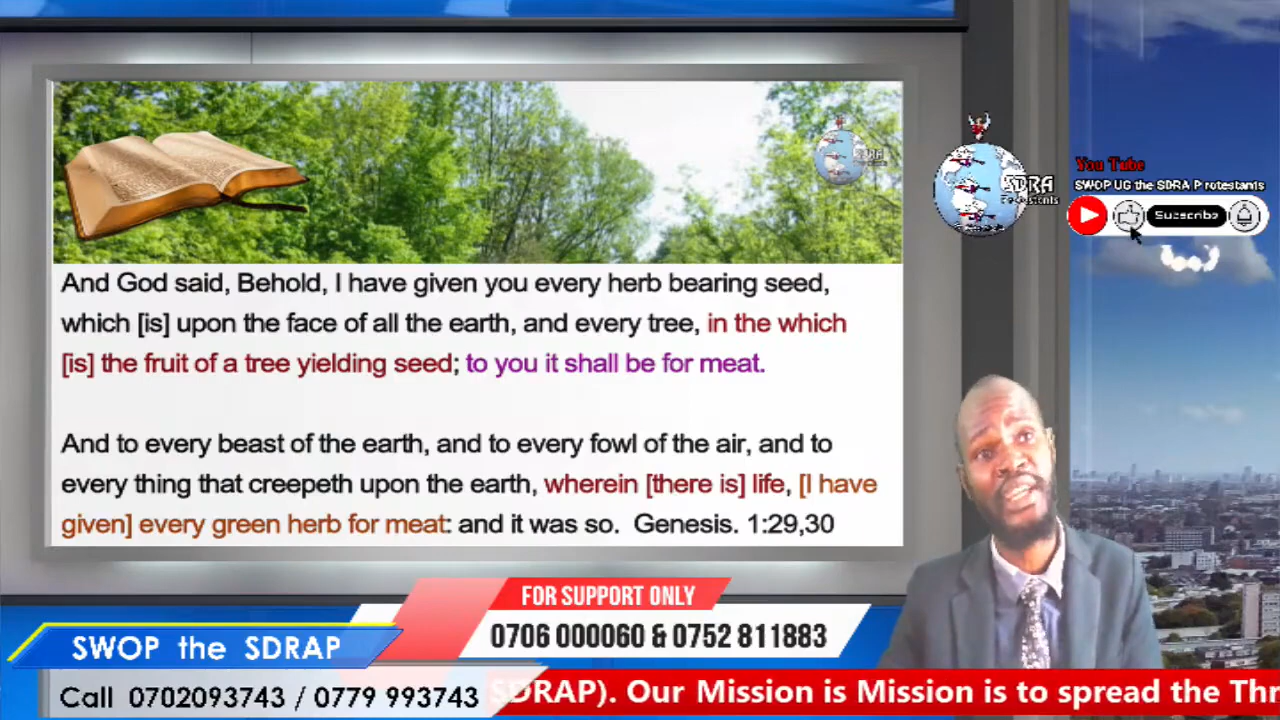 And God said, Behold, I have given you every herb bearing seed,
which [is] upon the face of all the earth, and every tree, in the which
[is] the fruit of a tree yielding seed; to you it shall be for meat.
And to every beast of the earth, and to every fowl of the air, and to
every thing that creepeth upon the earth, wherein [there is] life, [I have
given] every green herb for meat: and it was so. Genesis. 1:29,30
SDRA
SDRA
Protestants
You Tube
SWOP UG the SDRA Protestants
Suscribe
FOR SUPPORT ONLY
0706 000060 & 0752 811883
SWOP the SDRAP
Call 0702093743 / 0779 993743
SDRAP). Our Mission is Mission is to spread the Thr